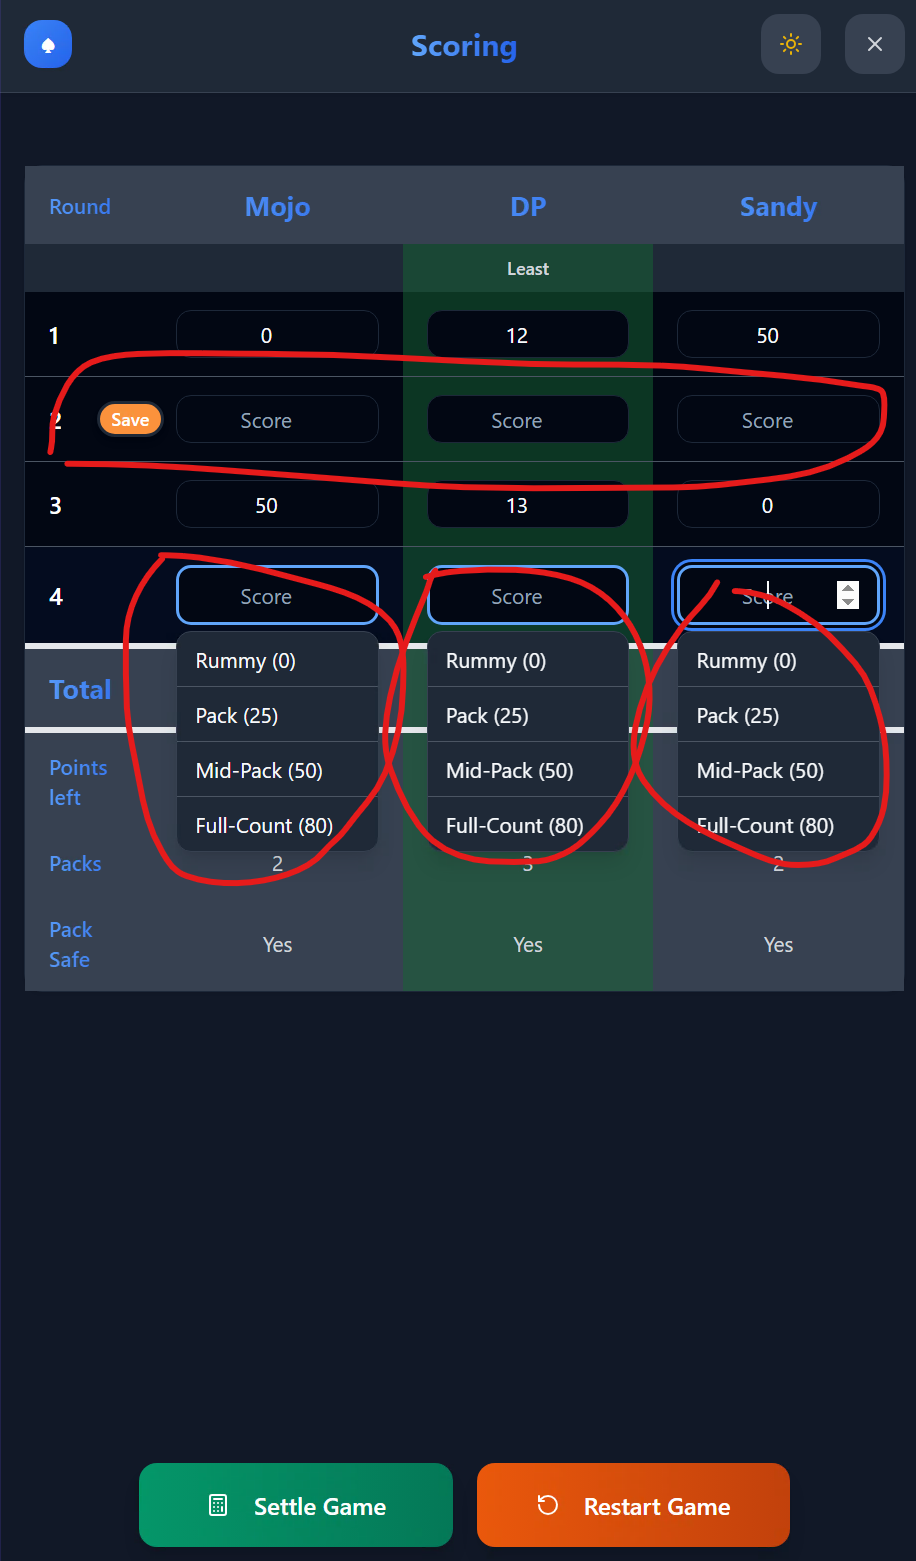 Scoring
Round Mojo DP Sandy
Least
1 0 12 50
2 Save Score Score Score
3 50 13 0
4 Score Score Score
Rummy (0) Rummy (0) Rummy (0)
Total
Pack (25) Pack (25) Pack (25)
Points left
Mid-Pack (50) Mid-Pack (50) Mid-Pack (50)
Full-Count (80) Full-Count (80) Full-Count (80)
Packs 2 3 2
Pack Safe Yes Yes Yes
Settle Game Restart Game